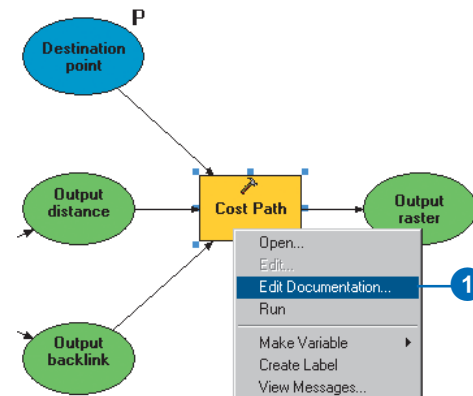 P
Destination
point
Output
distance
Cost Path
Output
raster
Open...
Edit...
Edit Documentation...
1
Run
Make Variable
Create Label
View Messages...
Output
backlink